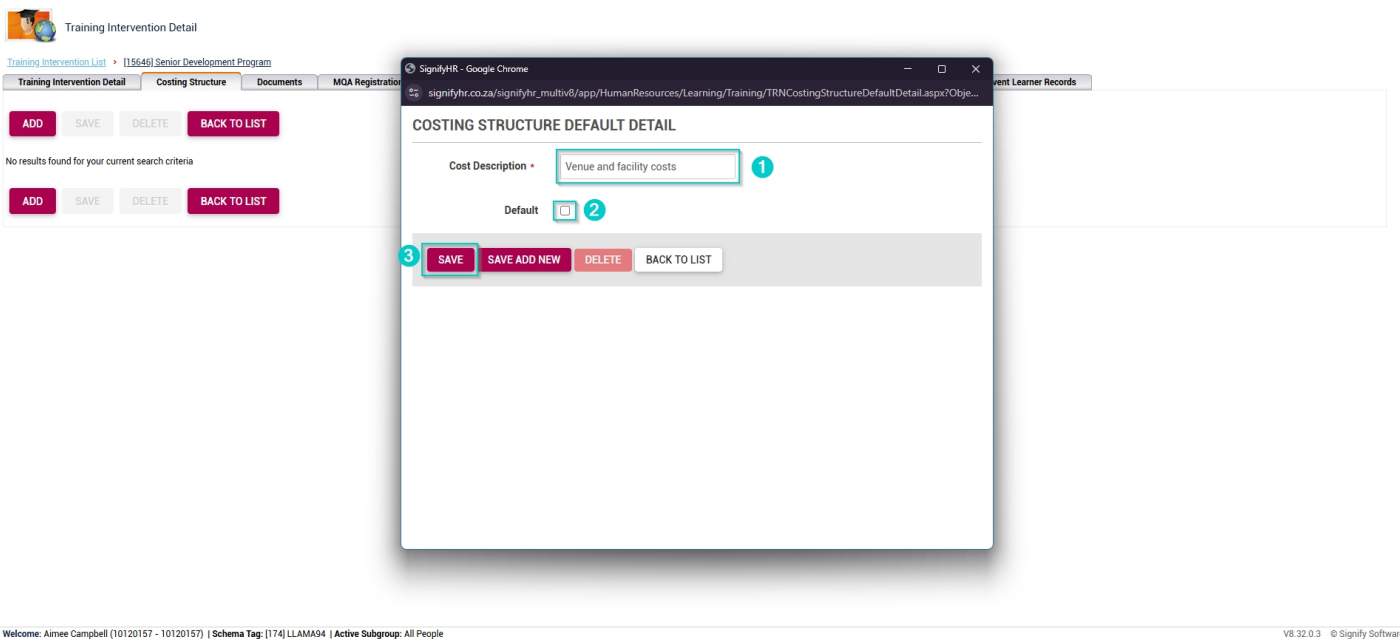 Training Intervention Detail
Training Intervention List > [15646] Senior Development Program
Training Intervention Detail Costing Structure Documents MQA Registration vent Learner Records
ADD SAVE DELETE BACK TO LIST
No results found for your current search criteria
ADD SAVE DELETE BACK TO LIST
SignifyHR - Google Chrome
signifyhr.co.za/signifyhr_multiv8/app/HumanResources/Learning/Training/TRNCostingStructureDefaultDetail.aspx?Obje...
COSTING STRUCTURE DEFAULT DETAIL
Cost Description * Venue and facility costs 1
Default 2
3 SAVE SAVE ADD NEW DELETE BACK TO LIST
Welcome: Aimee Campbell (10120157 - 10120157) | Schema Tag: [174] LLAMA94 | Active Subgroup: All People
V8.32.0.3 © Signify Softwar